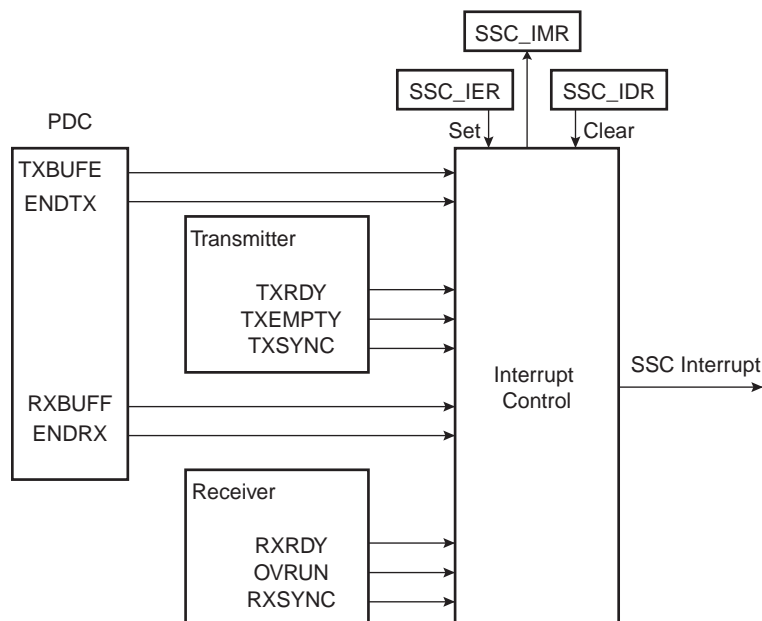 SSC_IMR
SSC_IER
SSC_IDR
PDC
Set
Clear
TXBUFE
ENDTX
Transmitter
TXRDY
TXEMPTY
TXSYNC
SSC Interrupt
Interrupt
Control
RXBUFF
ENDRX
Receiver
RXRDY
OVRUN
RXSYNC